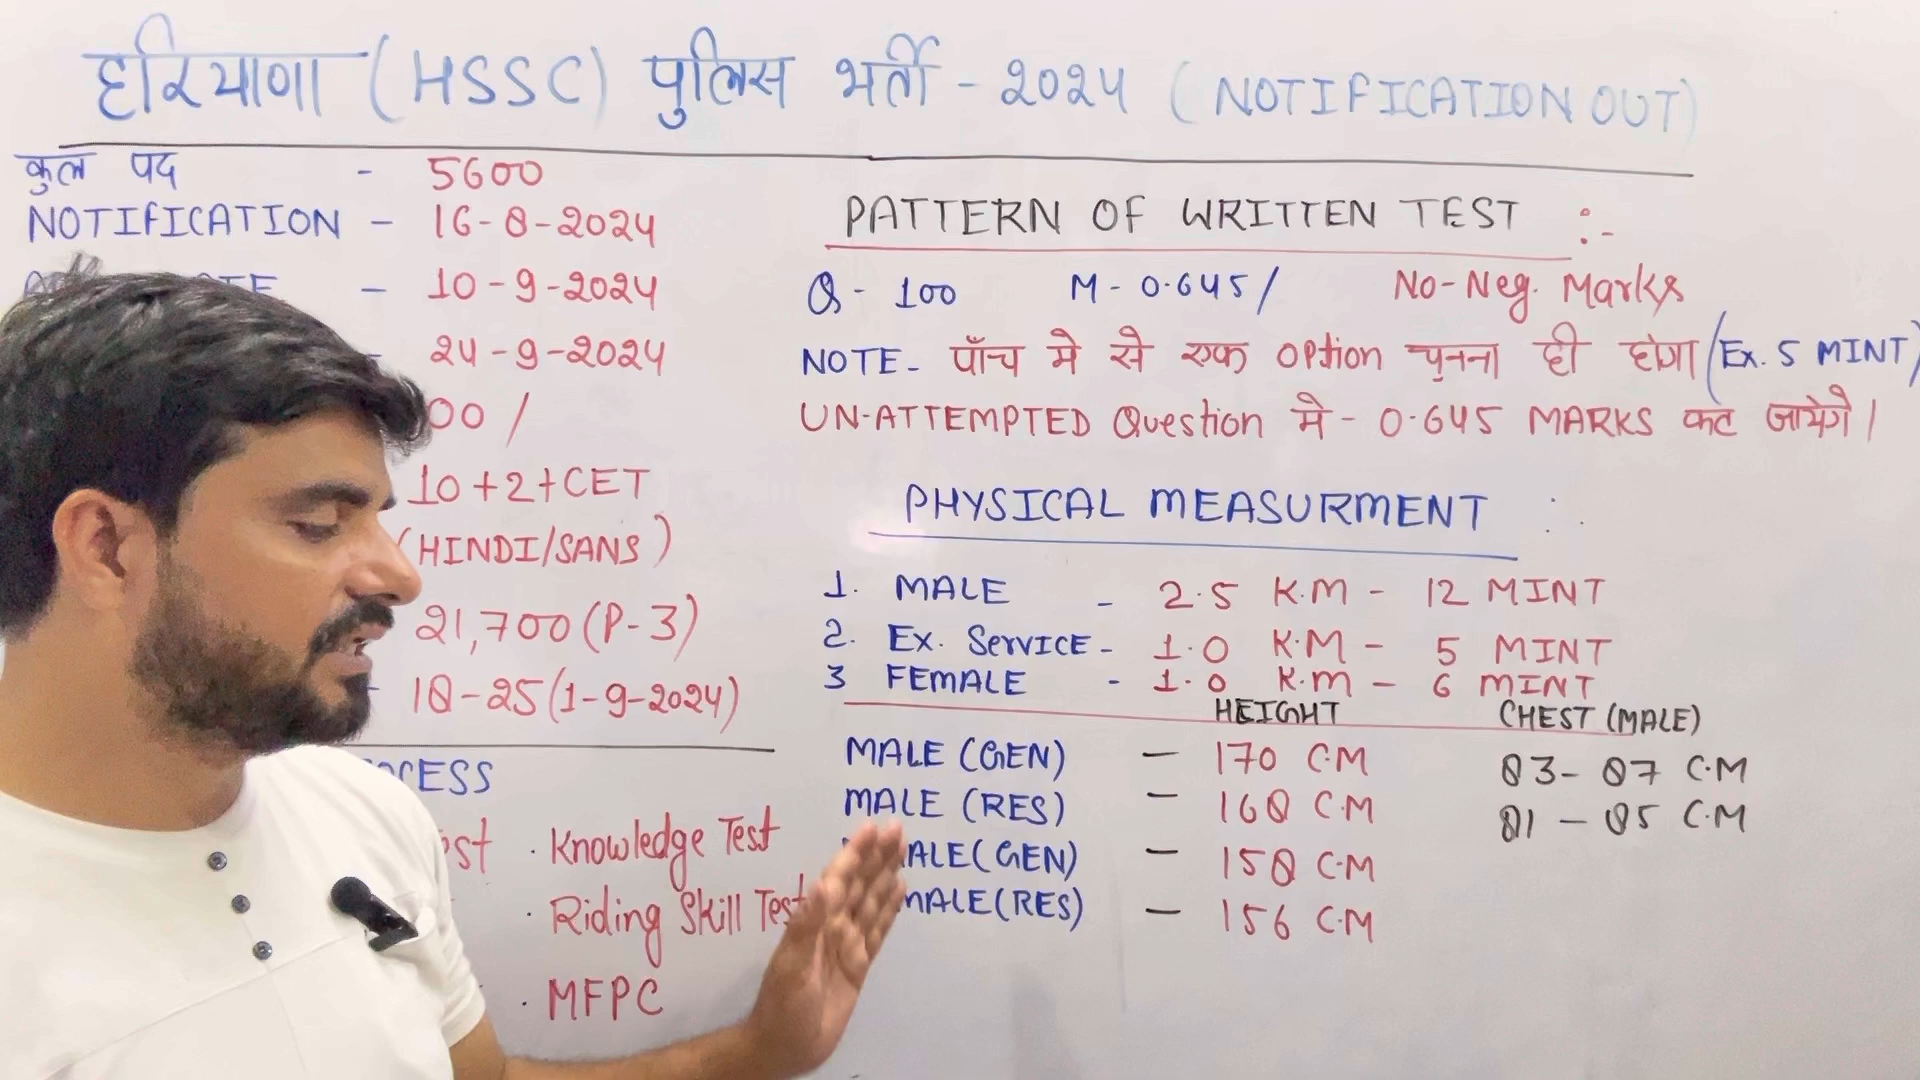 हरियाणा (HSSC) पुलिस भर्ती - 2024 (NOTIFICATION OUT)
कुल पद - 5600
NOTIFICATION - 16-8-2024
- 10-9-2024
- 24-9-2024
00/
10+2+CET
(HINDI/SANS)
21,700 (P-3)
- 18-25 (1-9-2024)
OCESS
est . Knowledge Test
. Riding Skill Test
. MFPC
PATTERN OF WRITTEN TEST :-
Q - 100 M - 0.645/ No-Neg. Marks
NOTE - पाँच मे से एक option चुनना ही होगा (Ex. 5 MINT)
UN-ATTEMPTED Question मे - 0.645 MARKS कट जायेगे।
PHYSICAL MEASURMENT :
1. MALE - 2.5 K.M - 12 MINT
2. Ex. SERVICE - 1.0 K.M - 5 MINT
3 FEMALE - 1.0 K.M - 6 MINT
HEIGHT CHEST (MALE)
MALE (GEN) - 170 C.M 83-87 C.M
MALE (RES) - 168 C.M 81-85 C.M
MALE (GEN) - 158 C.M
MALE (RES) - 156 C.M